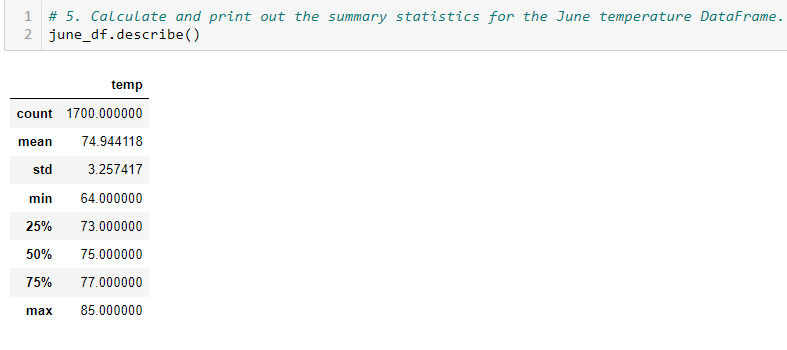 1 # 5. Calculate and print out the summary statistics for the June temperature DataFrame.
2 june_df.describe()
temp
count 1700.000000
mean 74.944118
std 3.257417
min 64.000000
25% 73.000000
50% 75.000000
75% 77.000000
max 85.000000